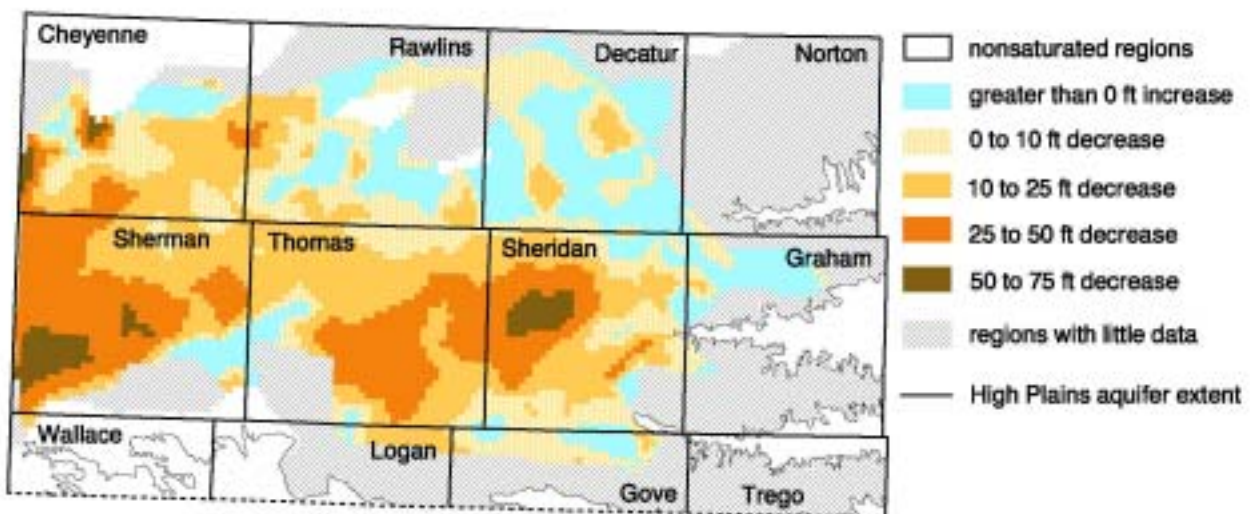 Cheyenne
Rawlins
Decatur
Norton
Sherman
Thomas
Sheridan
Graham
Wallace
Logan
Gove
Trego
nonsaturated regions
greater than 0 ft increase
0 to 10 ft decrease
10 to 25 ft decrease
25 to 50 ft decrease
50 to 75 ft decrease
regions with little data
High Plains aquifer extent